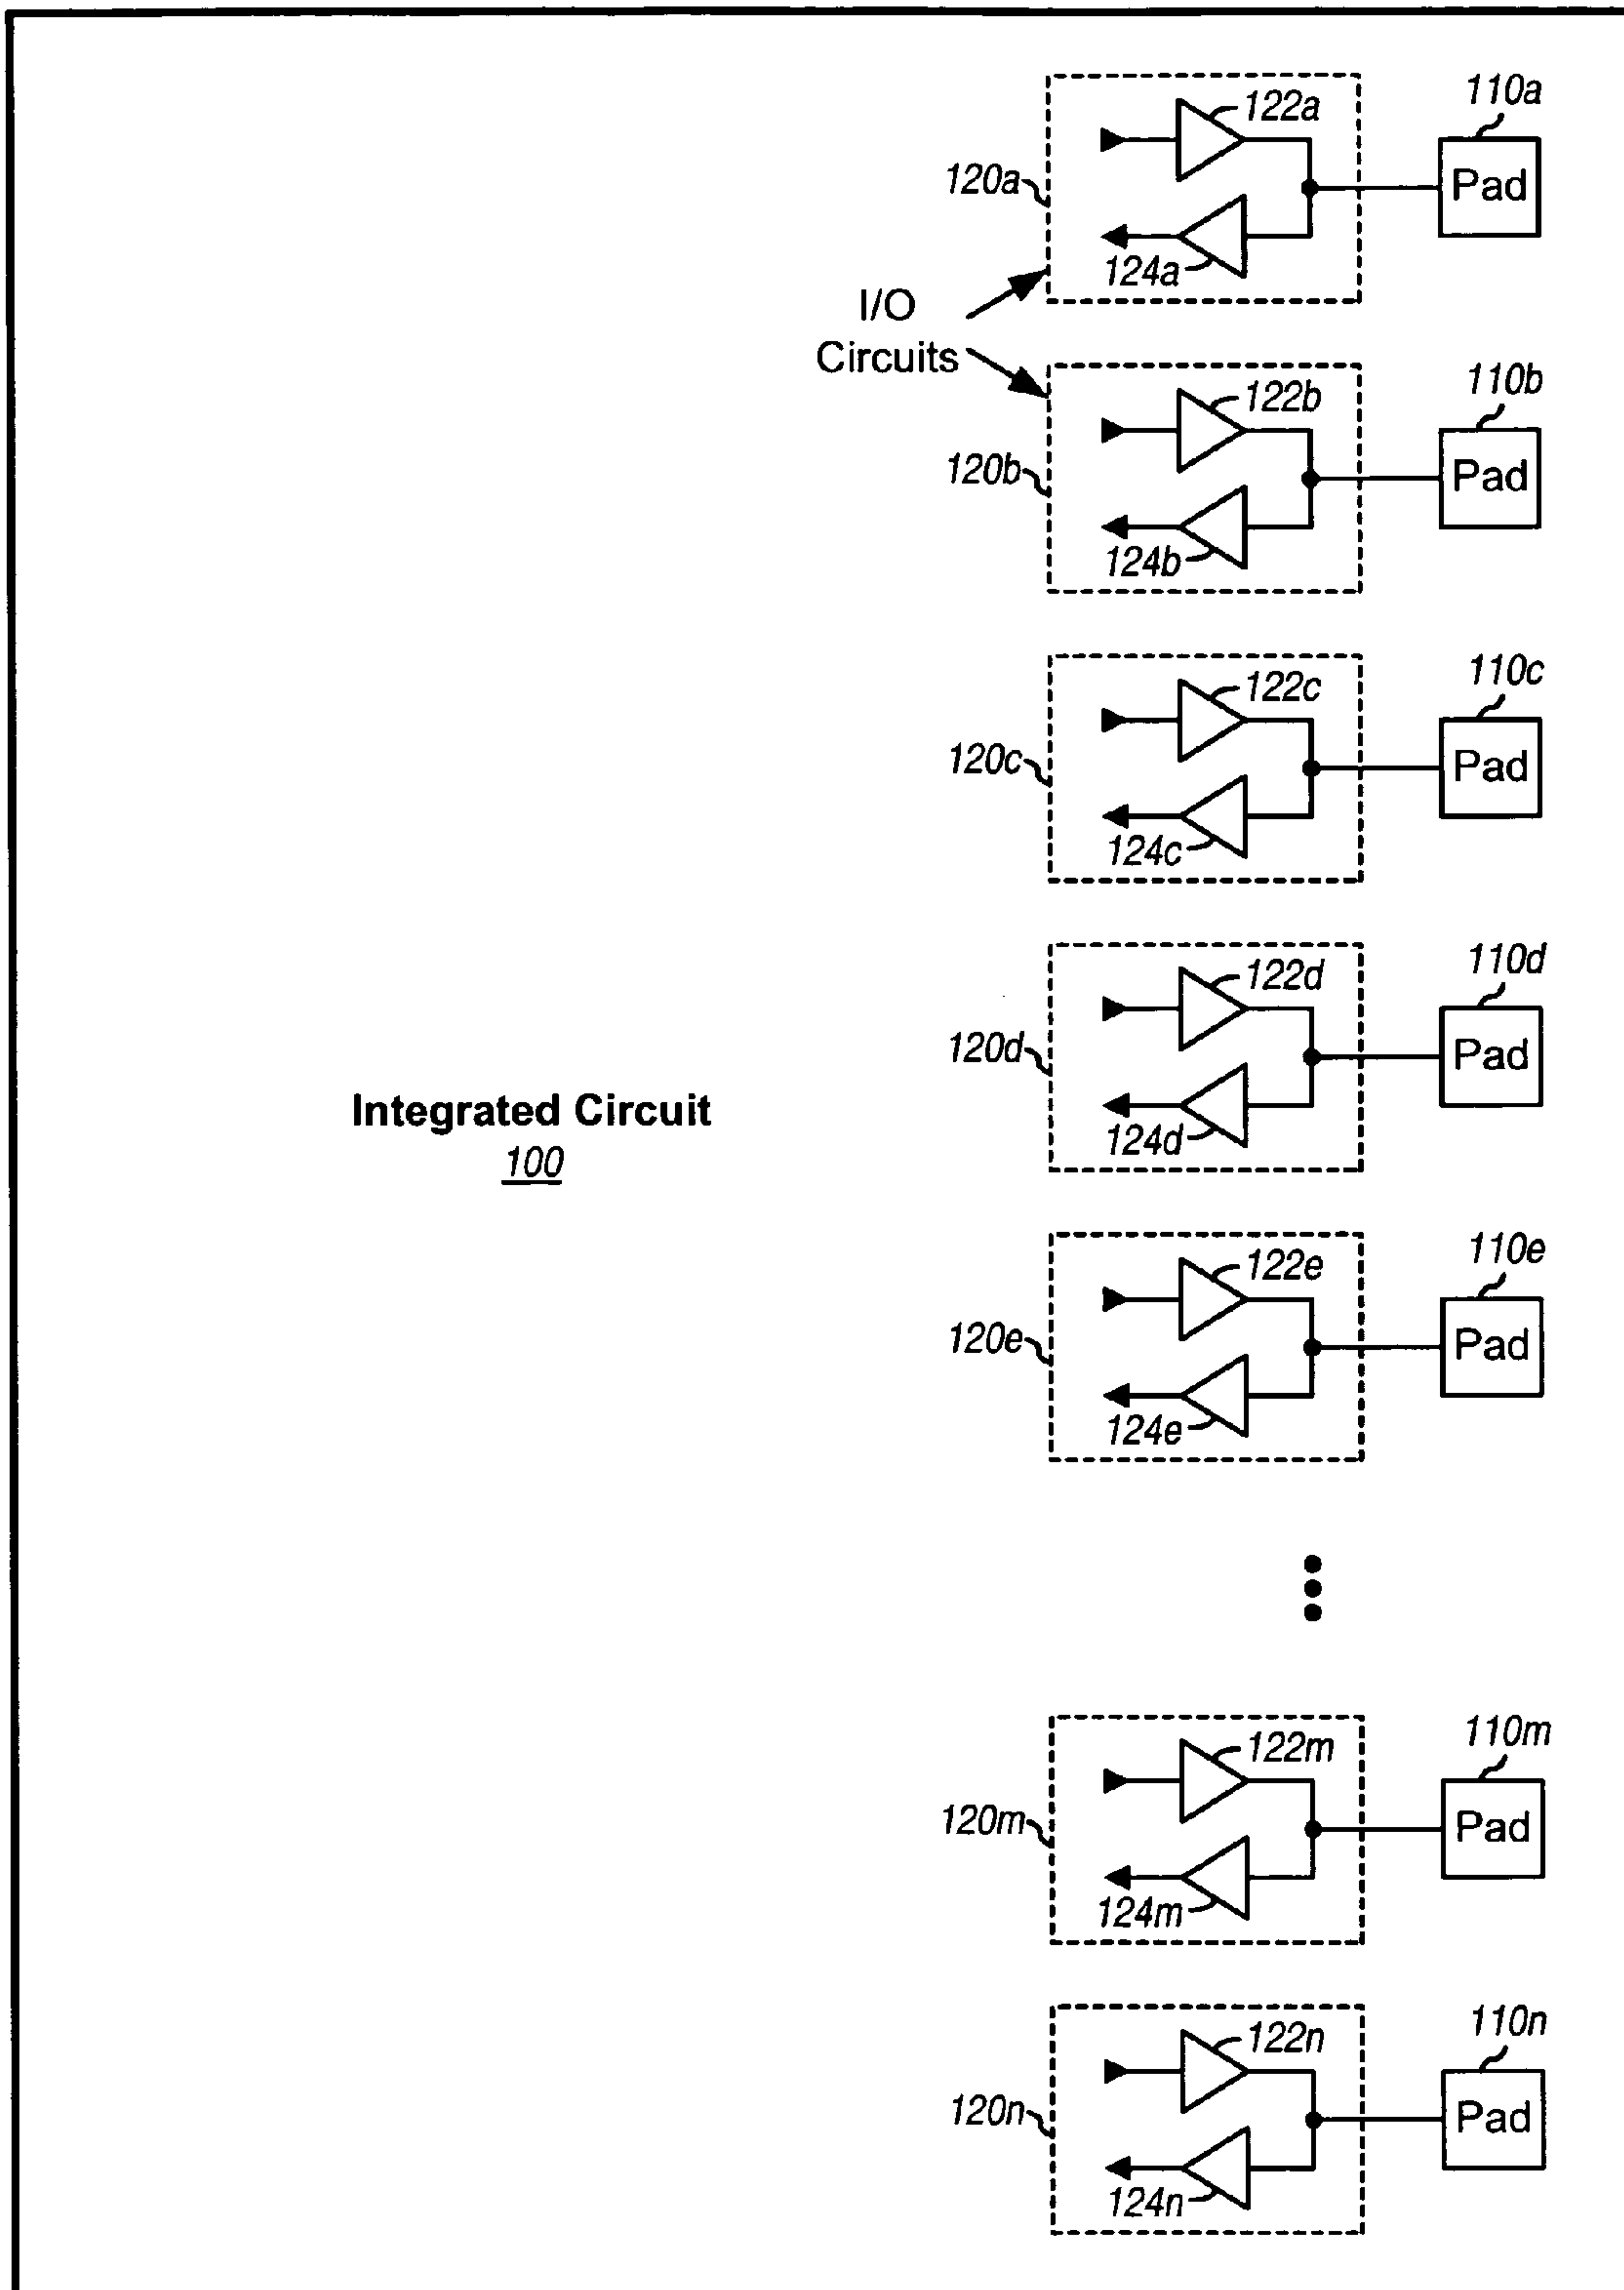 110a
122a
120a
Pad
124a
I/O
Circuits
110b
122b
120b
Pad
124b
110c
122c
120c
Pad
124c
110d
122d
120d
Pad
124d
Integrated Circuit
100
110e
122e
120e
Pad
124e
110m
122m
120m
Pad
124m
110n
122n
120n
Pad
124n